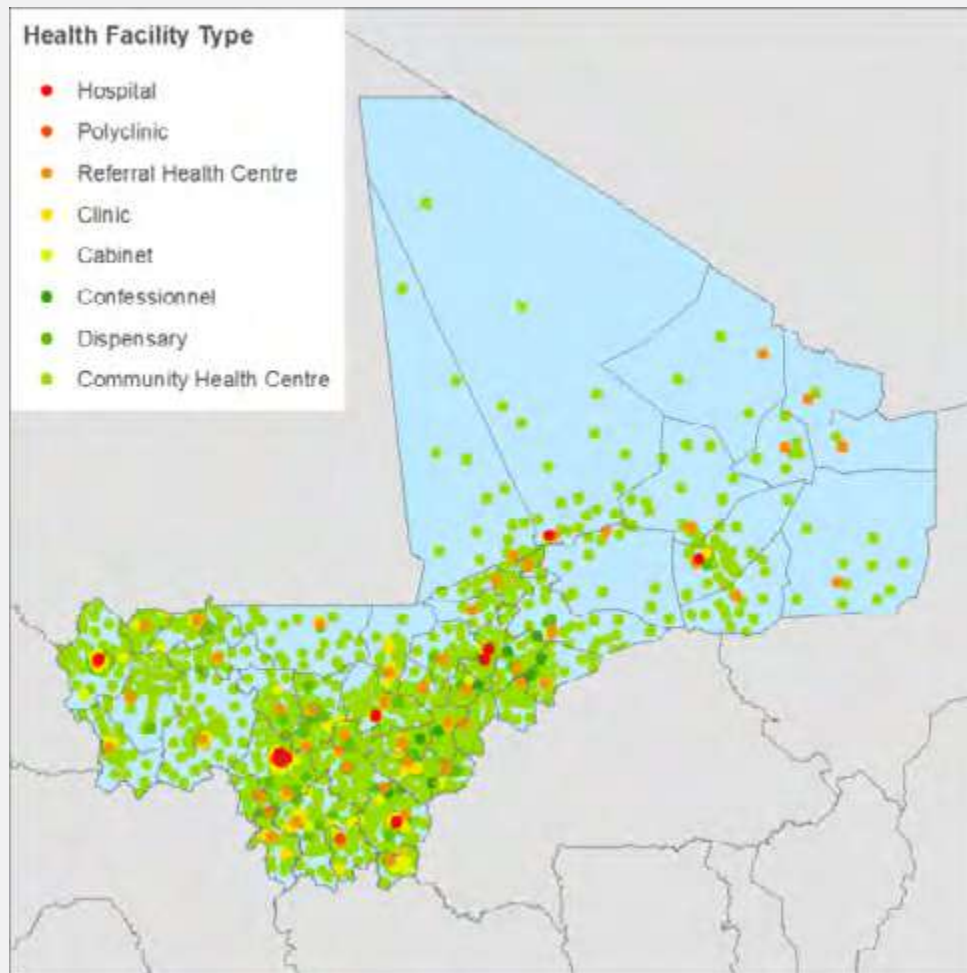 Health Facility Type
Hospital
Polyclinic
Referral Health Centre
Clinic
Cabinet
Confessionnel
Dispensary
Community Health Centre